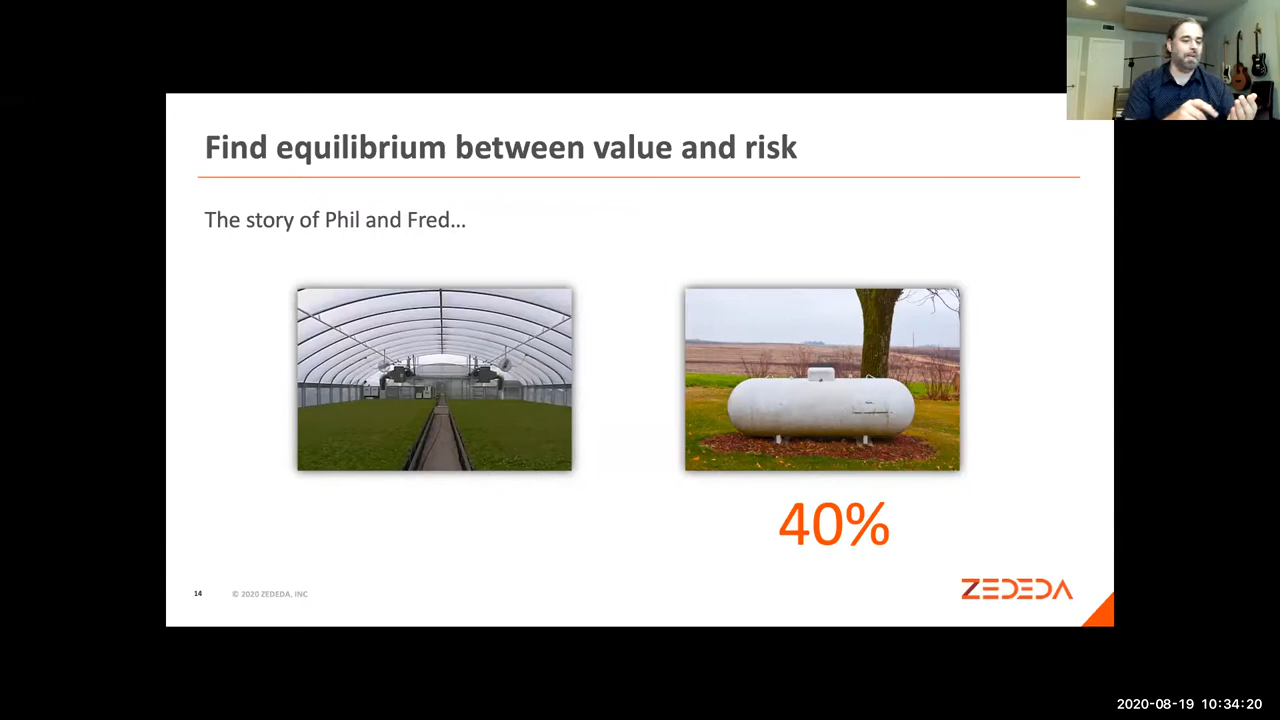 Find equilibrium between value and risk
The story of Phil and Fred...
40%
14
© 2020 ZEDEDA, INC
ZEDEDA
2020-08-19 10:34:20